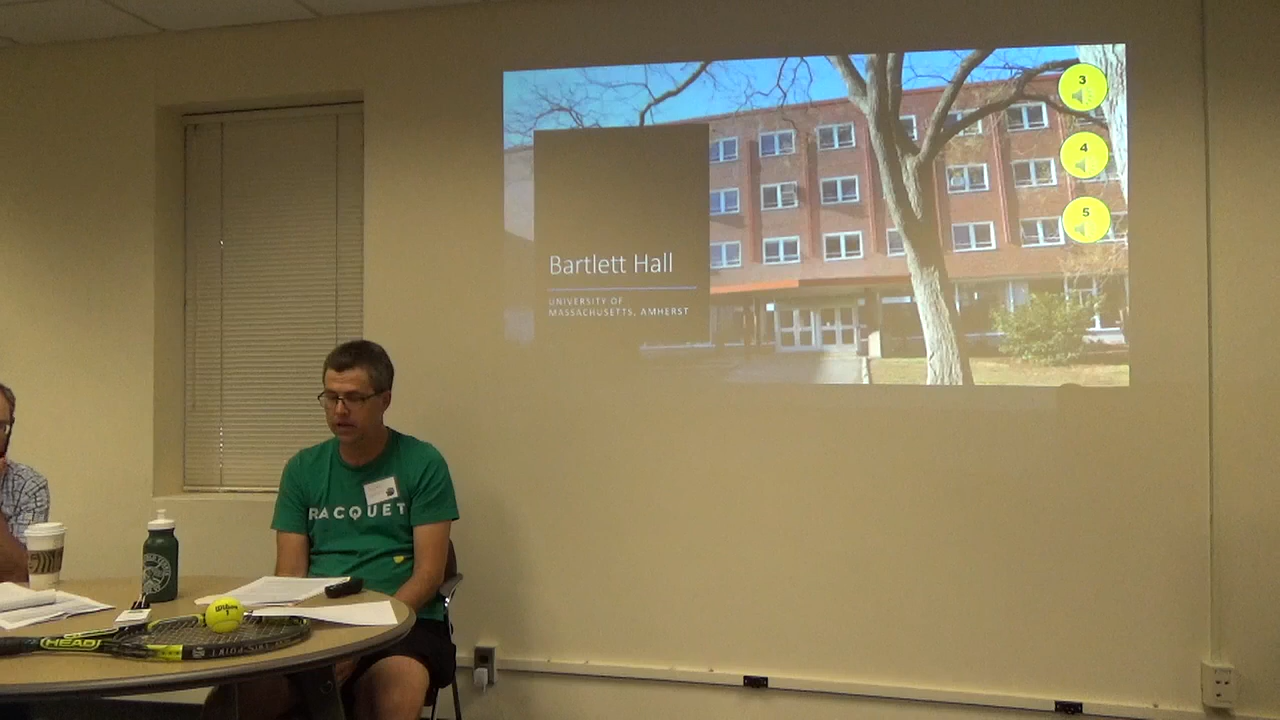 3
4
5
Bartlett Hall
UNIVERSITY OF
MASSACHUSETTS, AMHERST
RACQUET
Wilson
HEAD